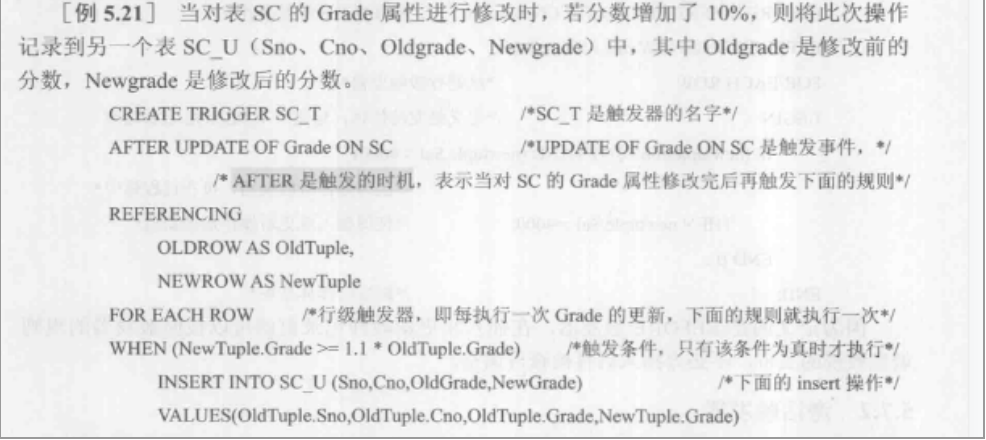 ［例 5.21］ 当对表 SC 的 Grade 属性进行修改时，若分数增加了 10%，则将此次操作
记录到另一个表 SC_U（Sno、Cno、Oldgrade、Newgrade）中，其中 Oldgrade 是修改前的
分数，Newgrade 是修改后的分数。
CREATE TRIGGER SC_T /*SC_T 是触发器的名字*/
AFTER UPDATE OF Grade ON SC /*UPDATE OF Grade ON SC 是触发事件，*/
/* AFTER 是触发的时机，表示当对 SC 的 Grade 属性修改完后再触发下面的规则*/
REFERENCING
OLDROW AS OldTuple,
NEWROW AS NewTuple
FOR EACH ROW /*行级触发器，即每执行一次 Grade 的更新，下面的规则就执行一次*/
WHEN (NewTuple.Grade >= 1.1 * OldTuple.Grade) /*触发条件，只有该条件为真时才执行*/
INSERT INTO SC_U (Sno,Cno,OldGrade,NewGrade) /*下面的 insert 操作*/
VALUES(OldTuple.Sno,OldTuple.Cno,OldTuple.Grade,NewTuple.Grade)